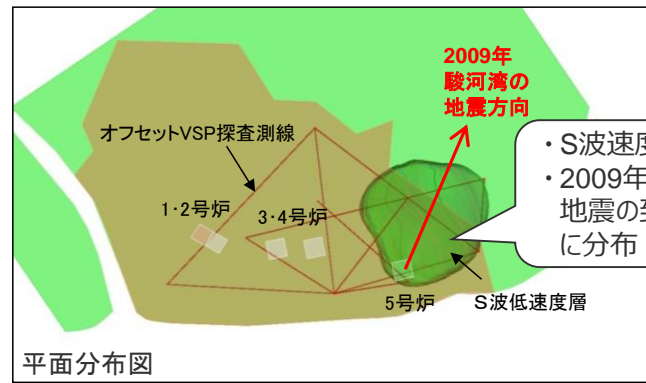 2009年
駿河湾の
地震方向
オフセットVSP探査測線
1・2号炉
3・4号炉
・S波速度
・2009年
地震の到
に分布
5号炉
S波低速度層
平面分布図